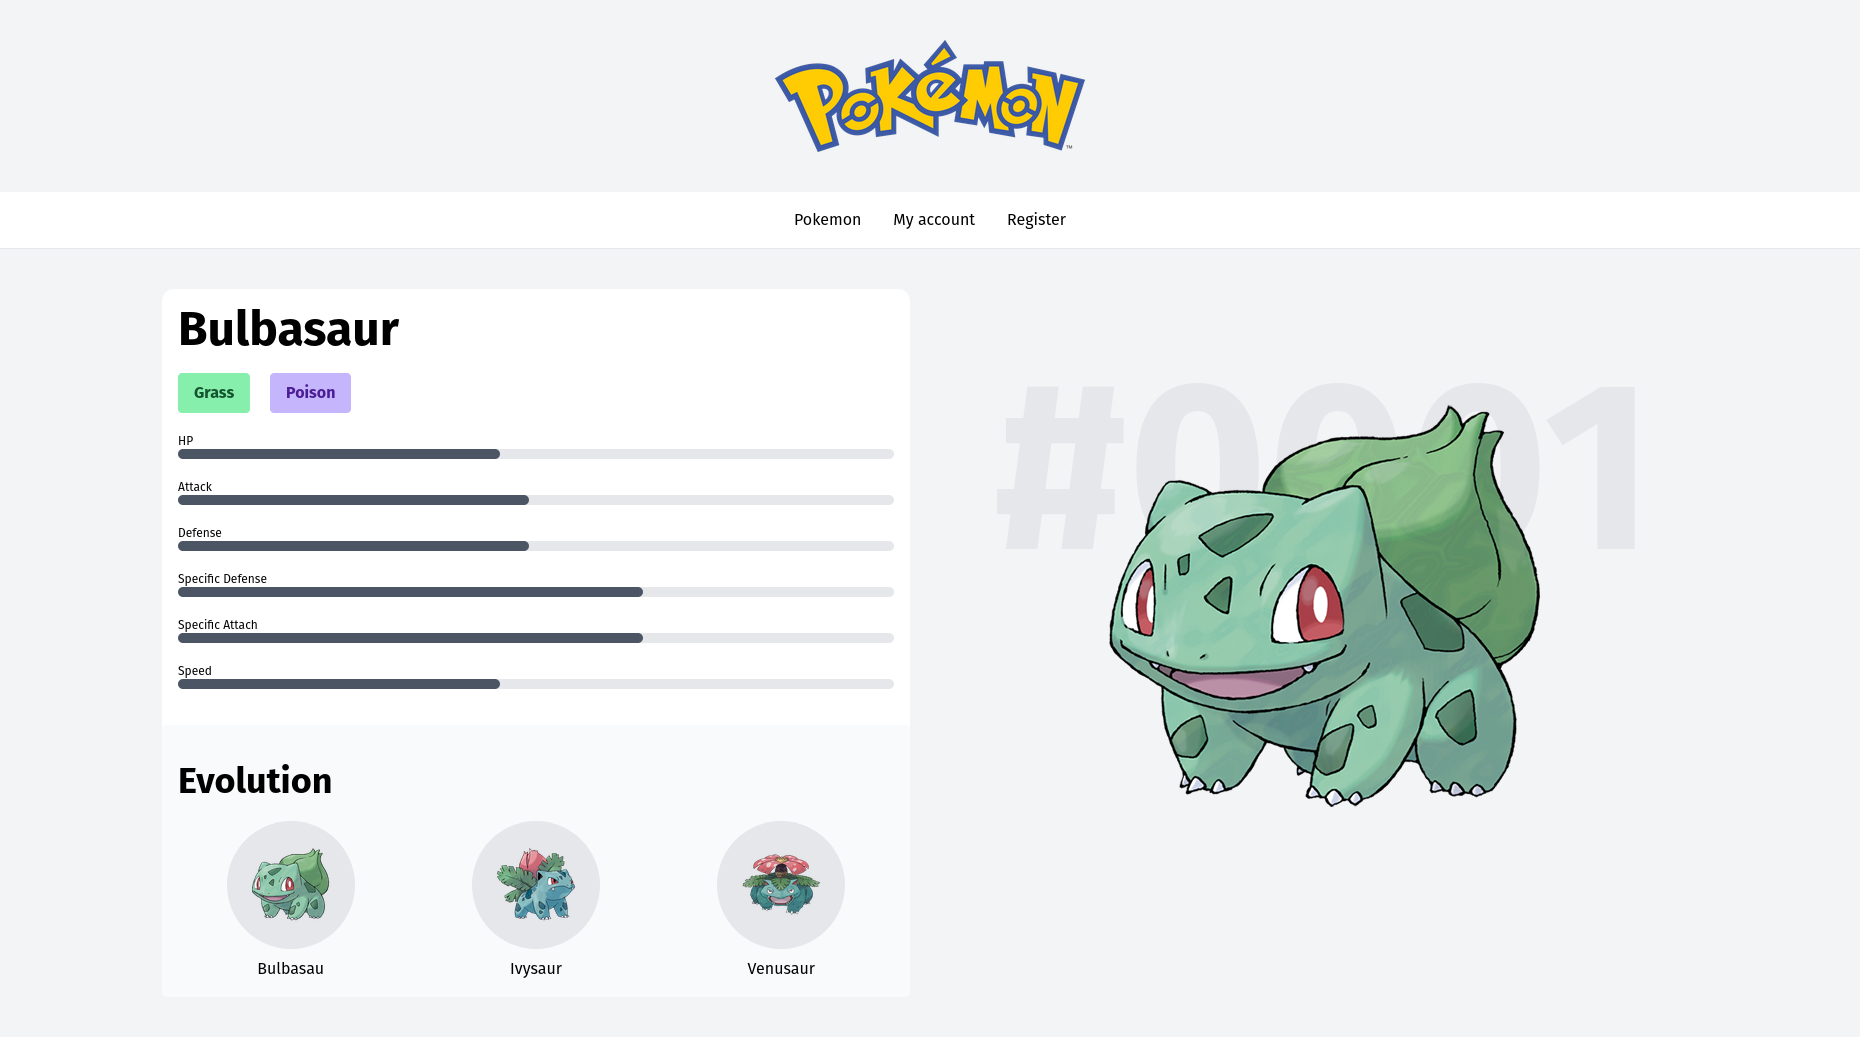 POKéMON
™
Pokemon My account Register
Bulbasaur
Grass Poison
HP
Attack
Defense
Specific Defense
Specific Attach
Speed
#0001
Evolution
Bulbasau Ivysaur Venusaur